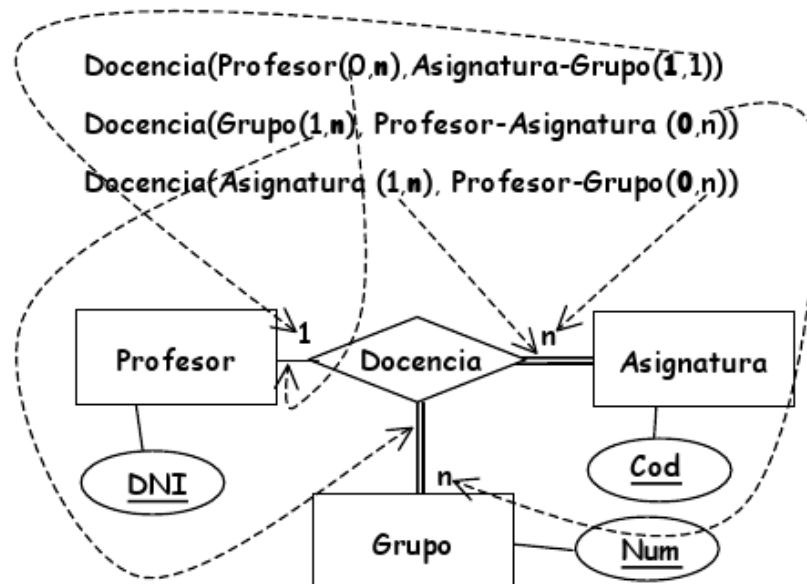 Docencia(Profesor(0,n),Asignatura-Grupo(1,1))
Docencia(Grupo(1,n), Profesor-Asignatura (0,n))
Docencia(Asignatura (1,n), Profesor-Grupo(0,n))
1
n
Profesor
Docencia
Asignatura
DNI
Cod
n
Grupo
Num